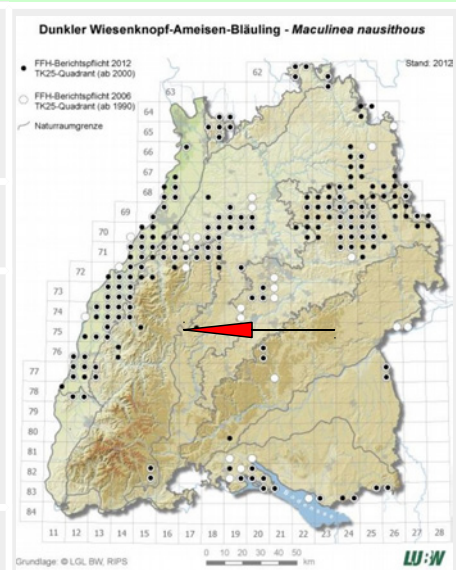 Dunkler Wiesenknopf-Ameisen-Bläuling - Maculinea nausithous
FFH-Berichtspflicht 2012
TK25-Quadrant (ab 2000)
FFH-Berichtspflicht 2006
TK25-Quadrant (ab 1990)
Naturraumgrenze
Stand: 2012
62
63
64
65
66
67
68
69
70
71
72
73
74
75
76
77
78
79
80
81
82
83
84
11 12 13 14 15 16 17 18 19 20 21 22 23 24 25 26 27 28
Grundlage: © LGL BW, RIPS
0 10 20 30 40 50
km
LU:W